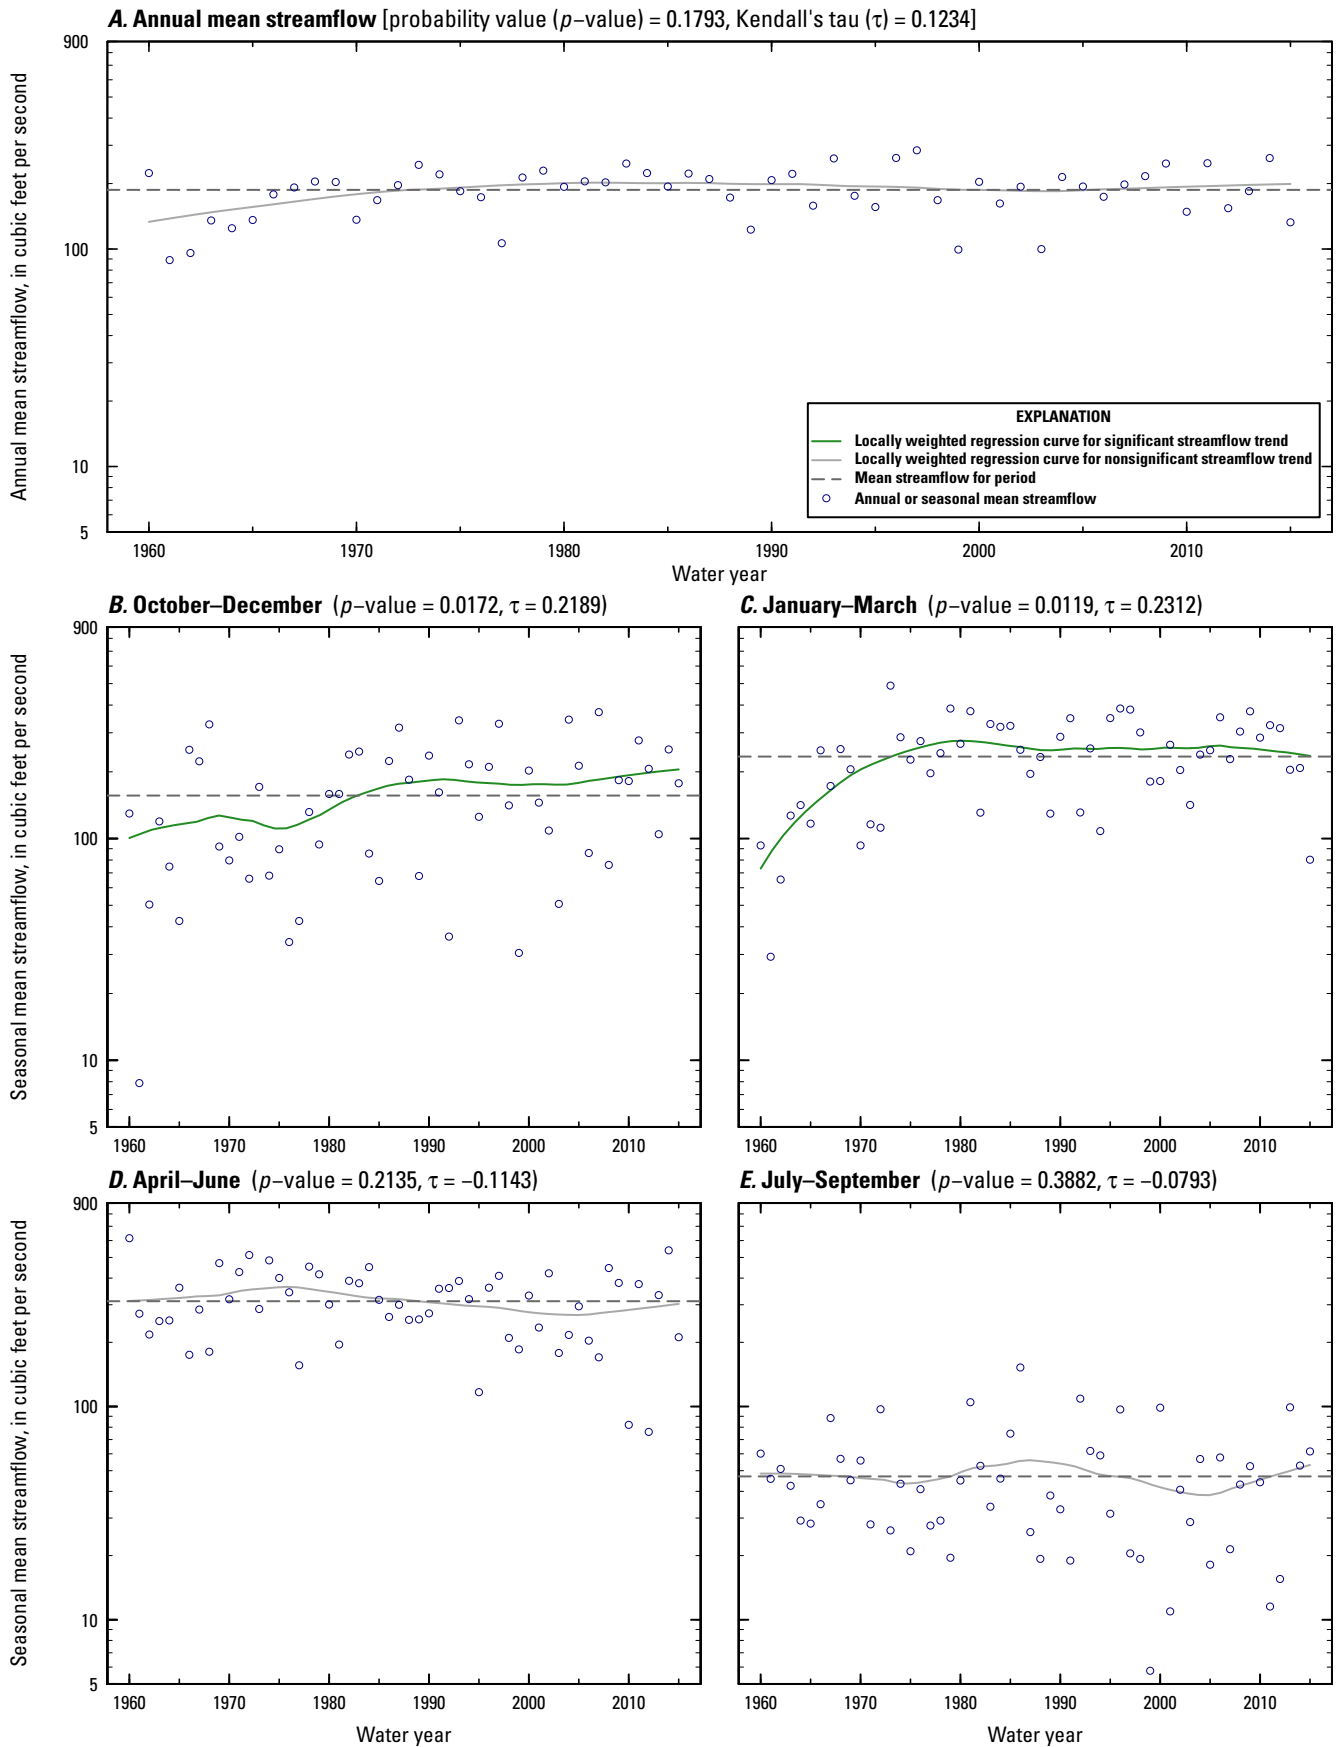 A. Annual mean streamflow [probability value (p−value) = 0.1793, Kendall's tau (τ) = 0.1234]
Annual mean streamflow, in cubic feet per second
900
100
10
5
EXPLANATION
Locally weighted regression curve for significant streamflow trend
Locally weighted regression curve for nonsignificant streamflow trend
Mean streamflow for period
Annual or seasonal mean streamflow
1960 1970 1980 1990 2000 2010
Water year
B. October–December (p−value = 0.0172, τ = 0.2189)
Seasonal mean streamflow, in cubic feet per second
900
100
10
5
1960 1970 1980 1990 2000 2010
C. January–March (p−value = 0.0119, τ = 0.2312)
1960 1970 1980 1990 2000 2010
D. April–June (p−value = 0.2135, τ = −0.1143)
Seasonal mean streamflow, in cubic feet per second
900
100
10
5
1960 1970 1980 1990 2000 2010
Water year
E. July–September (p−value = 0.3882, τ = −0.0793)
1960 1970 1980 1990 2000 2010
Water year